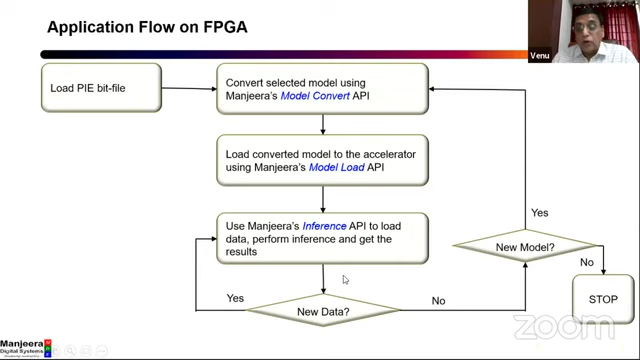 Application Flow on FPGA
Venu
Load PIE bit-file
Convert selected model using
Manjeera's Model Convert API
Load converted model to the accelerator
using Manjeera's Model Load API
Use Manjeera's Inference API to load
data, perform inference and get the
results
Yes
New Model?
No
STOP
Yes
New Data?
No
Manjeera
Digital Systems
zoom